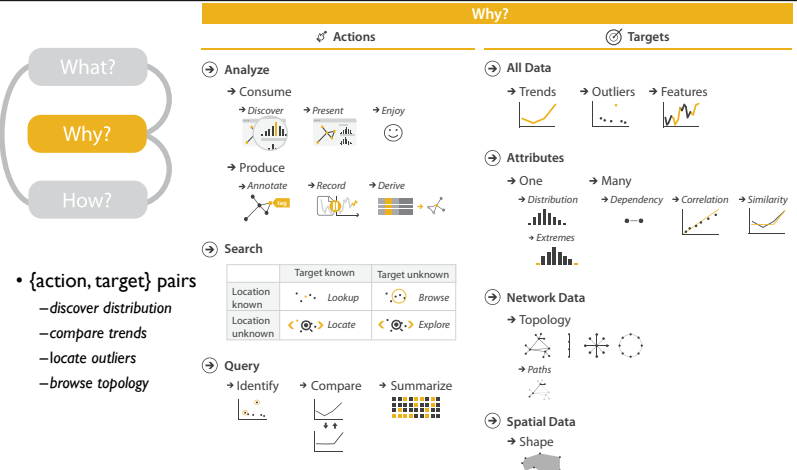 What?
Why?
How?
• {action, target} pairs
–discover distribution
–compare trends
–locate outliers
–browse topology
Why?
Actions
Analyze
→ Consume
→ Discover → Present → Enjoy
→ Produce
→ Annotate → Record → Derive
tag
Search
Target known Target unknown
Location known Lookup Browse
Location unknown Locate Explore
Query
→ Identify → Compare → Summarize
Targets
All Data
→ Trends → Outliers → Features
Attributes
→ One → Many
→ Distribution → Dependency → Correlation → Similarity
→ Extremes
Network Data
→ Topology
→ Paths
Spatial Data
→ Shape